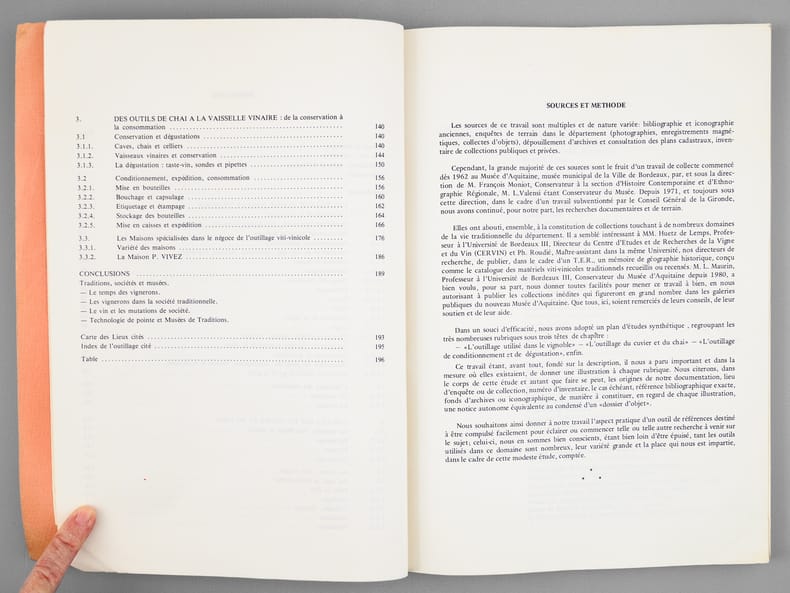 3. DES OUTILS DE CHAI A LA VAISSELLE VINAIRE : de la conservation à
la consommation 140
3.1 Conservation et dégustations 140
3.1.1. Caves, chais et celliers 140
3.1.2. Vaisseaux vinaires et conservation 144
3.1.3. La dégustation : taste-vin, sondes et pipettes 150
3.2 Conditionnement, expédition, consommation 156
3.2.1. Mise en bouteilles 156
3.2.2. Bouchage et capsulage 160
3.2.3. Etiquetage et étampage 162
3.2.4. Stockage des bouteilles 164
3.2.5. Mise en caisses et expédition 166
3.3. Les Maisons spécialisées dans le négoce de l'outillage viti-vinicole 176
3.3.1. Variété des maisons 176
3.3.2. La Maison P. VIVEZ 186
CONCLUSIONS 189
Traditions, sociétés et musées.
— Le temps des vignerons.
— Les vignerons dans la société traditionnelle.
— Le vin et les mutations de société.
— Technologie de pointe et Musées de Traditions.
Carte des Lieux cités 193
Index de l'outillage cité 195
Table 196
SOURCES ET METHODE
Les sources de ce travail sont multiples et de nature variée: bibliographie et iconographie
anciennes, enquêtes de terrains dans le département (photographies, enregistrements magné-
tiques, collectes d'objets), dépouillement d'archives et consultation des plans cadastraux, inven-
taire de collections publiques et privées.
Cependant, la grande majorité de ces sources sont le fruit d'un travail de collecte commencé
dès 1962 au Musée d'Aquitaine, musée municipal de la Ville de Bordeaux, par, et sous la direc-
tion de M. François Moniot, Conservateur à la section d'Histoire Contemporaine et d'Ethno-
graphie Régionale, M. L.Valensi étant Conservateur du Musée. Depuis 1971, et toujours sous
cette direction, dans le cadre d'un travail subventionné par le Conseil Général de la Gironde,
nous avons continué, pour notre part, les recherches documentaires et de terrain.
Elles ont abouti, ensemble, à la constitution de collections touchant à de nombreux domaines
de la vie traditionnelle du département. Il a semblé intéressant à MM. Huetz de Lemps, Profes-
seur à l'Université de Bordeaux III, Directeur du Centre d'Etudes et de Recherches de la Vigne
et du Vin (CERVIN) et Ph. Roudié, Maître-assistant dans la même Université, nos directeurs de
recherche, de publier, dans le cadre d'un T.E.R., un mémoire de géographie historique, conçu
comme le catalogue des matériels viti-vinicoles traditionnels recueillis ou recensés. M. L. Maurin,
Professeur à l'Université de Bordeaux III, Conservateur du Musée d'Aquitaine depuis 1980, a
bien voulu, pour sa part, nous donner toutes facilités pour mener ce travail à bien, en nous
autorisant à publier les collections inédites qui figureront en grand nombre dans les galeries
publiques du nouveau Musée d'Aquitaine. Que tous, ici, soient remerciés de leurs conseils, de leur
soutien et de leur aide.
Dans un souci d'efficacité, nous avons adopté un plan d'études synthétique , regroupant les
très nombreuses rubriques sous trois têtes de chapître :
— «L'outillage utilisé dans le vignoble» — «L'outillage du cuvier et du chai» — «L'outillage
de conditionnement et de dégustation», enfin.
Ce travail étant, avant tout, fondé sur la description, il nous a paru important et dans la
mesure où elles existaient, de donner une illustration à chaque rubrique. Nous citerons, dans
le corps de cette étude et autant que faire se peut, les origines de notre documentation, lieu
d'enquête ou de collection, numéro d'inventaire, le cas échéant, référence bibliographique exacte,
fonds d'archives ou iconographique, de manière à constituer, en regard de chaque illustration,
une notice autonome équivalente au condensé d'un «dossier d'objet».
Nous souhaitons ainsi donner à notre travail l'aspect pratique d'un outil de références destiné
à être compulsé facilement pour éclairer ou commencer telle ou telle autre recherche à venir sur
le sujet; celui-ci, nous en sommes bien conscients, étant bien loin d'être épuisé, tant les outils
utilisés dans ce domaine sont nombreux, leur variété grande et la place qui nous est impartie,
dans le cadre de cette modeste étude, comptée.